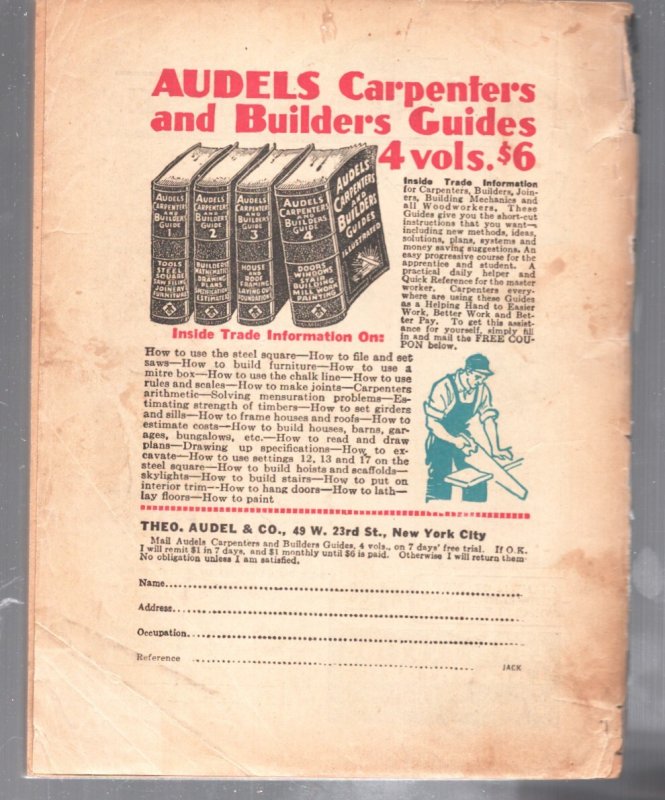 AUDELS Carpenters
and Builders Guides
4 vols. $6
AUDELS
CARPENTERS
AND
BUILDERS
GUIDE
TOOLS
STEEL
SQUARE
SAW FILING
JOINERY
FURNITURE
AUDELS
CARPENTERS
AND
BUILDERS
GUIDE
2
BUILDERS
MATHEMATICS
DRAWING
PLANS
SPECIFICATIONS
ESTIMATES
AUDELS
CARPENTERS
AND
BUILDERS
GUIDE
3
HOUSE
AND
ROOF
FRAMING
LAYING OUT
FOUNDATIONS
AUDELS
CARPENTERS
AND
BUILDERS
GUIDE
4
DOORS
WINDOWS
STAIR
BUILDING
MILL WORK
PAINTING
AUDELS
CARPENTERS
AND
BUILDERS
GUIDES
ILLUSTRATED
Inside Trade Information
for Carpenters, Builders, Join-
ers, Building Mechanics and
all Woodworkers. These
Guides give you the short-cut
instructions that you want—
including new methods, ideas,
solutions, plans, systems and
money saving suggestions. An
easy progressive course for the
apprentice and student. A
practical daily helper and
Quick Reference for the master
worker. Carpenters every-
where are using these Guides
as a Helping Hand to Easier
Work, Better Work and Bet-
ter Pay. To get this assist-
ance for yourself, simply fill
in and mail the FREE COU-
PON below.
Inside Trade Information On:
How to use the steel square—How to file and set
saws—How to build furniture—How to use a
mitre box—How to use the chalk line—How to use
rules and scales—How to make joints—Carpenters
arithmetic—Solving mensuration problems—Es-
timating strength of timbers—How to set girders
and sills—How to frame houses and roofs—How to
estimate costs—How to build houses, barns, gar-
ages, bungalows, etc.—How to read and draw
plans—Drawing up specifications—How to ex-
cavate—How to use settings 12, 13 and 17 on the
steel square—How to build hoists and scaffolds—
skylights—How to build stairs—How to put on
interior trim—How to hang doors—How to lath—
lay floors—How to paint
THEO. AUDEL & CO., 49 W. 23rd St., New York City
Mail Audels Carpenters and Builders Guides, 4 vols., on 7 days' free trial. If O.K.
I will remit $1 in 7 days, and $1 monthly until $6 is paid. Otherwise I will return them
No obligation unless I am satisfied.
Name
Address
Occupation
Reference
JACK